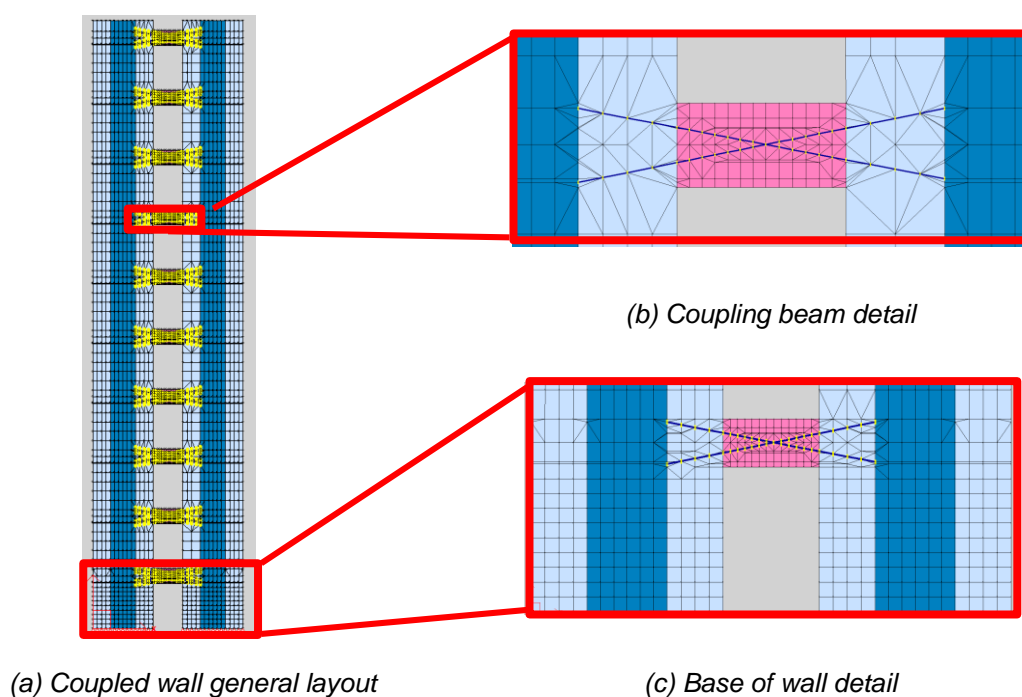 (b) Coupling beam detail
(a) Coupled wall general layout
(c) Base of wall detail